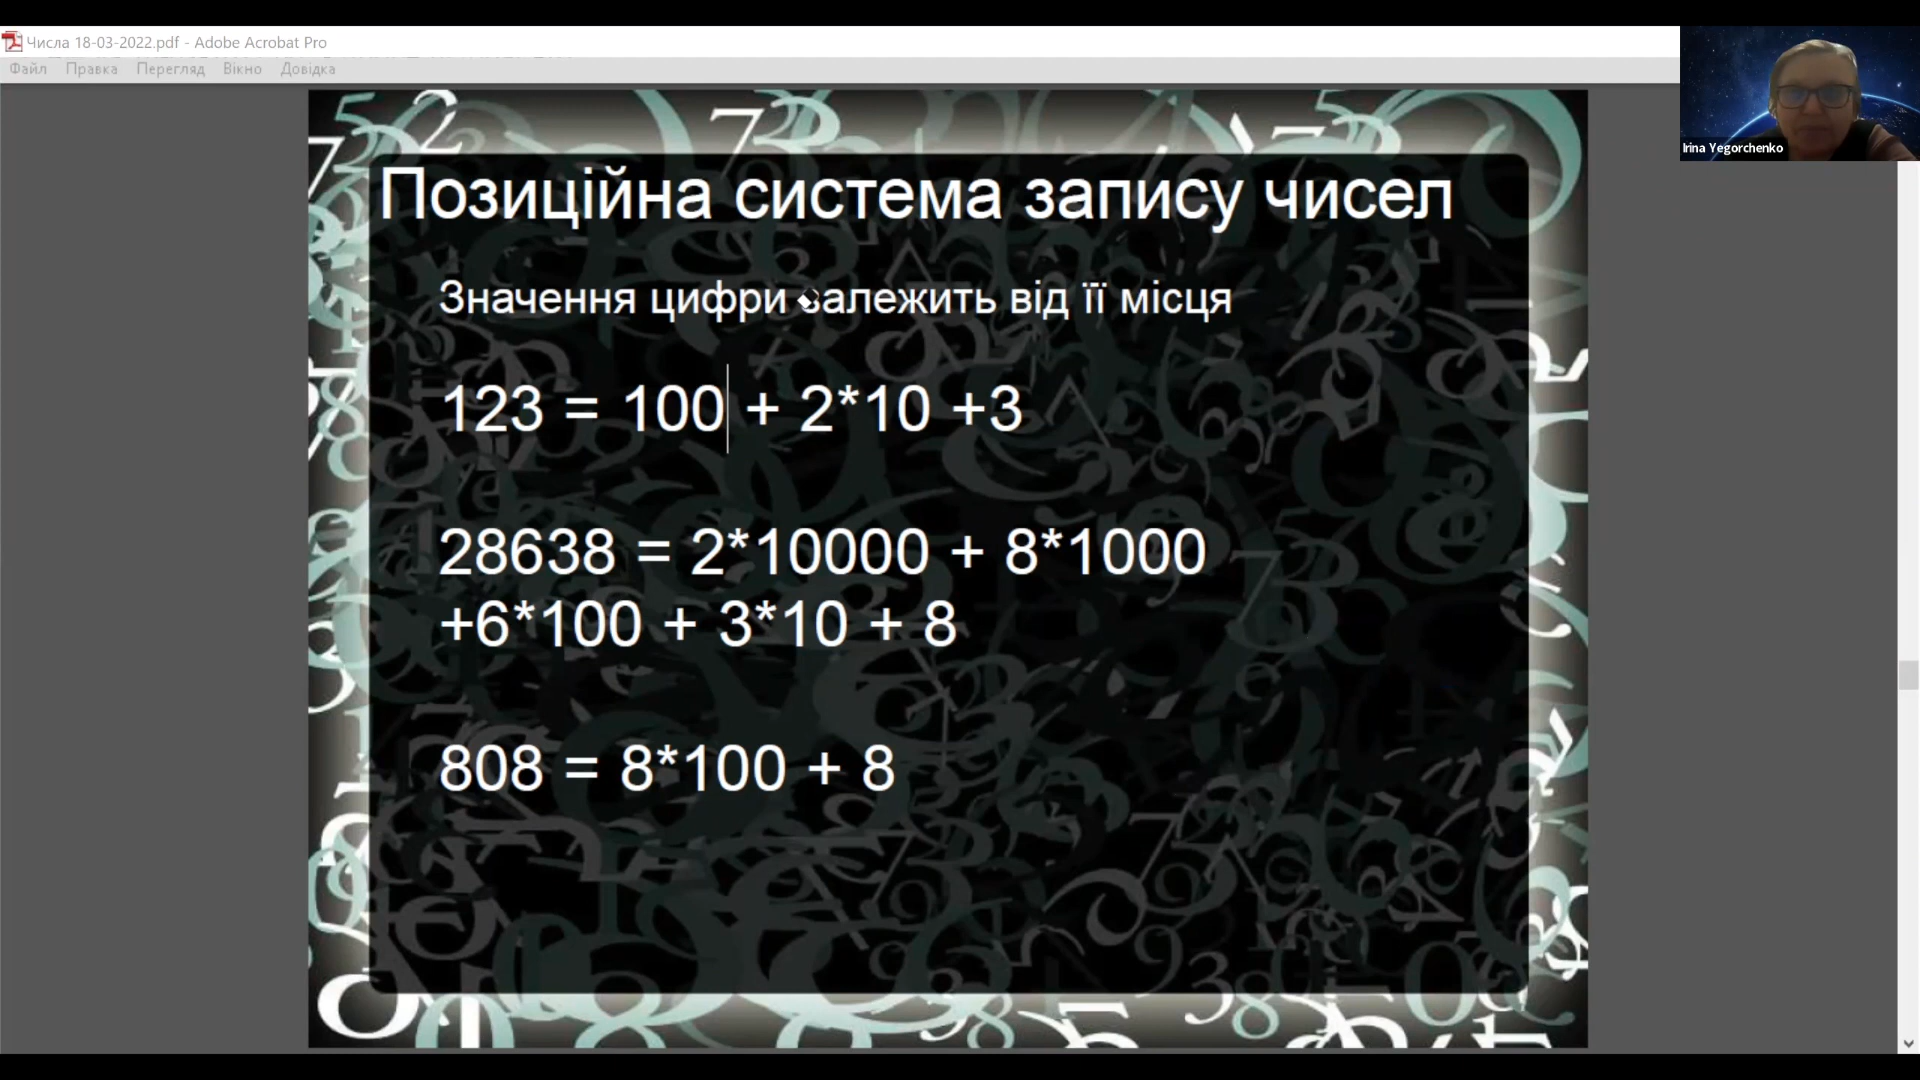 Числа 18-03-2022.pdf - Adobe Acrobat Pro
Файл Правка Перегляд Вікно Довідка
Irina Yegorchenko
Позиційна система запису чисел
Значення цифри залежить від її місця
123 = 100 + 2*10 +3
28638 = 2*10000 + 8*1000
+6*100 + 3*10 + 8
808 = 8*100 + 8